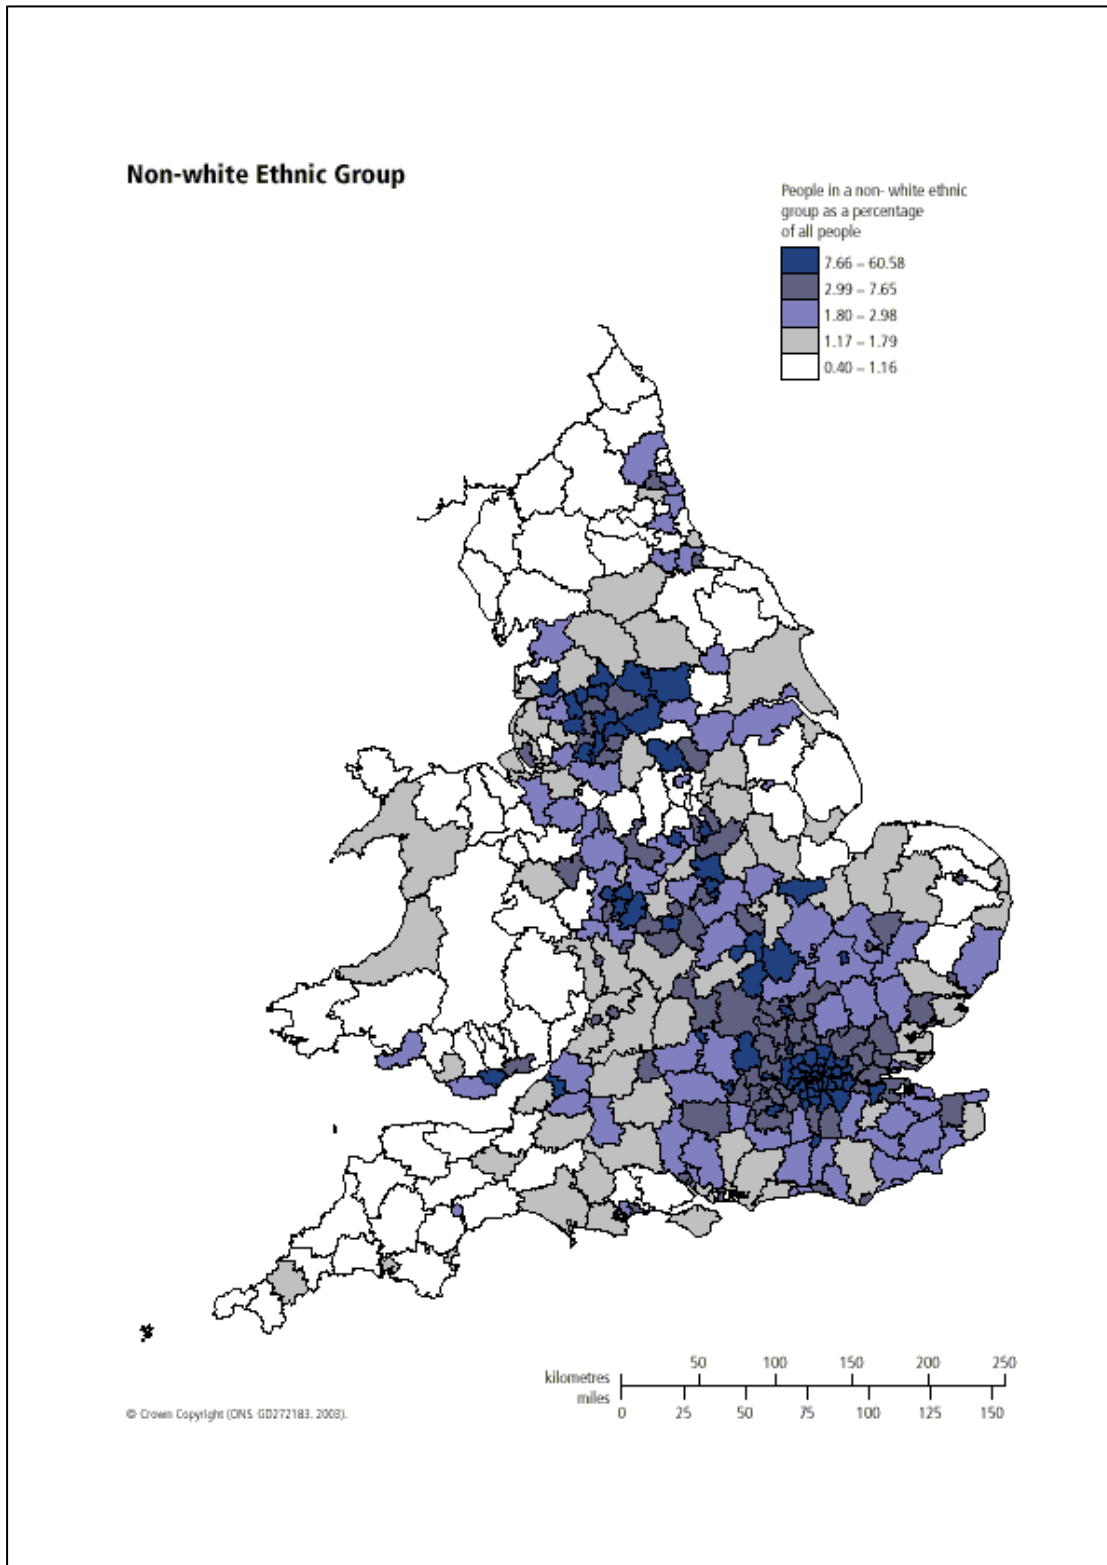 Non-white Ethnic Group
People in a non- white ethnic
group as a percentage
of all people
7.66 – 60.58
2.99 – 7.65
1.80 – 2.98
1.17 – 1.79
0.40 – 1.16
50 100 150 200 250
kilometres
miles
0 25 50 75 100 125 150
© Crown Copyright (ONS. GD272183. 2003).